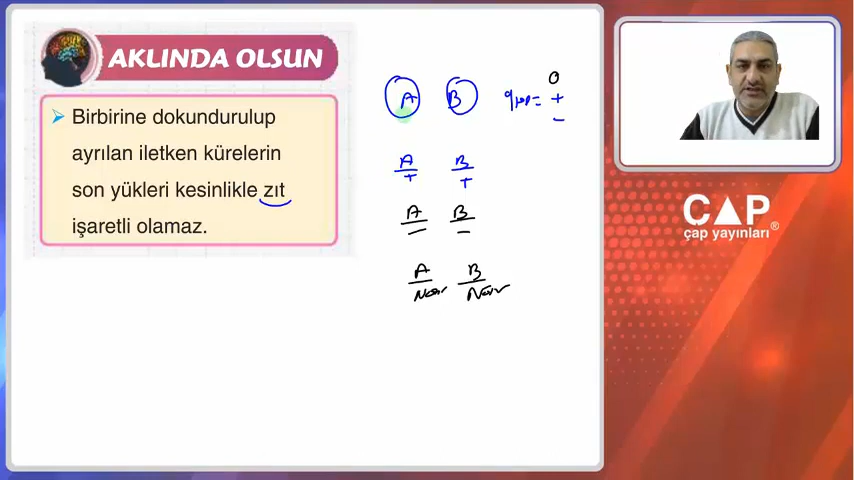 AKLINDA OLSUN
Birbirine dokundurulup
ayrılan iletken kürelerin
son yükleri kesinlikle zıt
işaretli olamaz.
A B qtop= 0
+
-
A B
+ +
A B
- -
A B
Nötr Nötr
ÇAP
çap yayınları®